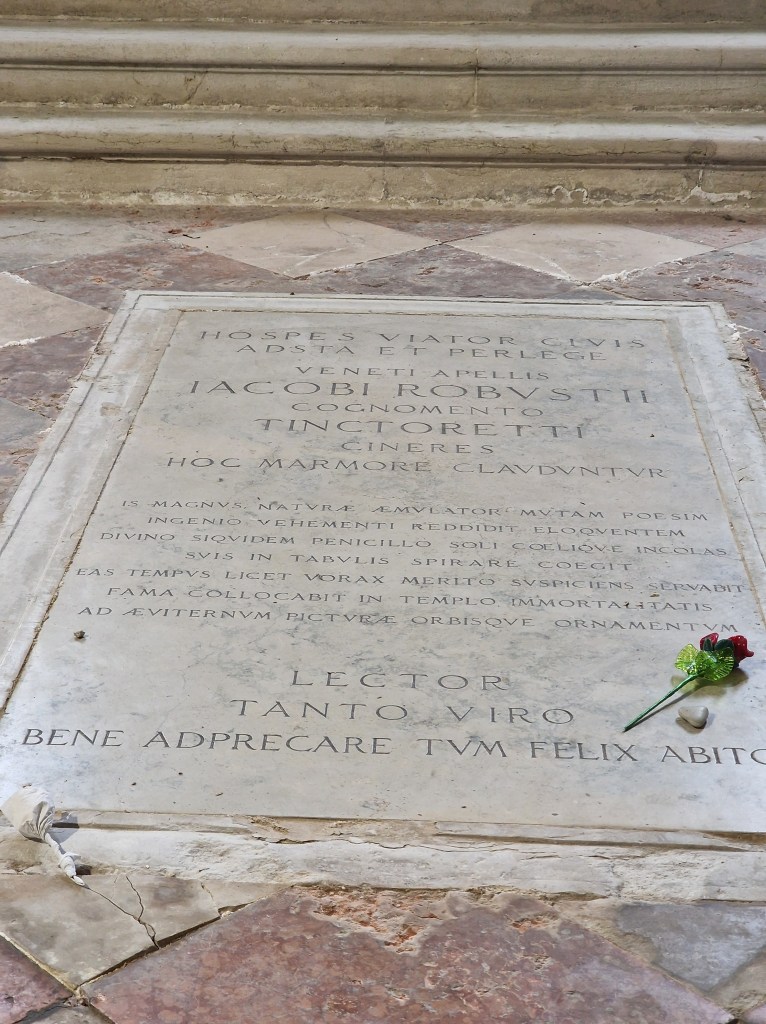 HOSPES VIATOR CIVIS
ADSTA ET PERLEGE
VENETI APELLIS
IACOBI ROBVSTII
COGNOMENTO
TINCTORETTI
CINERES
HOC MARMORE CLAVDVNTVR
IS MAGNVS NATVRÆ ÆMVLATOR MVTAM POESIM
INGENIO VEHEMENTI REDDIDIT ELOQVENTEM
DIVINO SIQVIDEM PENICILLO SOLI COELIQVE INCOLAS
SVIS IN TABVLIS SPIRARE COEGIT
EAS TEMPVS LICET VORAX MERITO SVSPICIENS SERVABIT
FAMA COLLOCABIT IN TEMPLO IMMORTALITATIS
AD ÆVITERNVM PICTVRÆ ORBISQVE ORNAMENTVM
LECTOR
TANTO VIRO
BENE ADPRECARE TVM FELIX ABITO